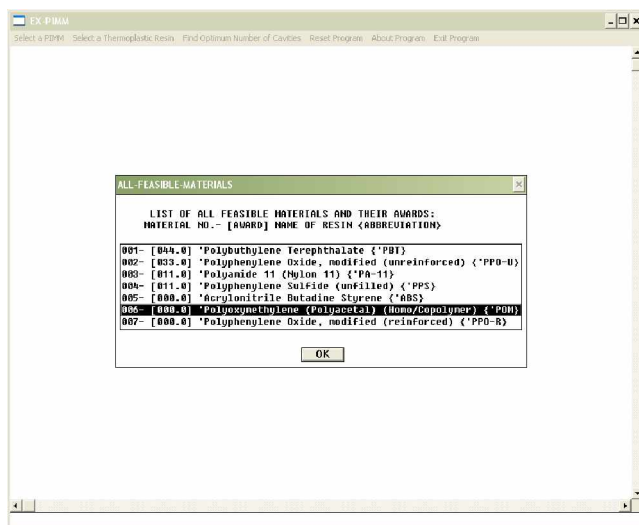 EX-PIMM
Select a PIMM Select a Thermoplastic Resin Find Optimum Number of Cavities Reset Program About Program Exit Program
ALL-FEASIBLE-MATERIALS
LIST OF ALL FEASIBLE MATERIALS AND THEIR AWARDS:
MATERIAL NO.- [AWARD] NAME OF RESIN {ABBREVIATION}
001- [044.0] 'Polybuthylene Terephthalate {'PBT}
002- [033.0] 'Polyphenylene Oxide, modified (unreinforced) {'PPO-U}
003- [011.0] 'Polyanide 11 (Nylon 11) {'PA-11}
004- [011.0] 'Polyphenylene Sulfide (unfilled) {'PPS}
005- [000.0] 'Acrylonitrile Butadine Styrene {'ABS}
006- [000.0] 'Polyoxymethylene (Polyacetal) (Homo/Copolymer) {'POM}
007- [000.0] 'Polyphenylene Oxide, modified (reinforced) {'PPO-R}
OK